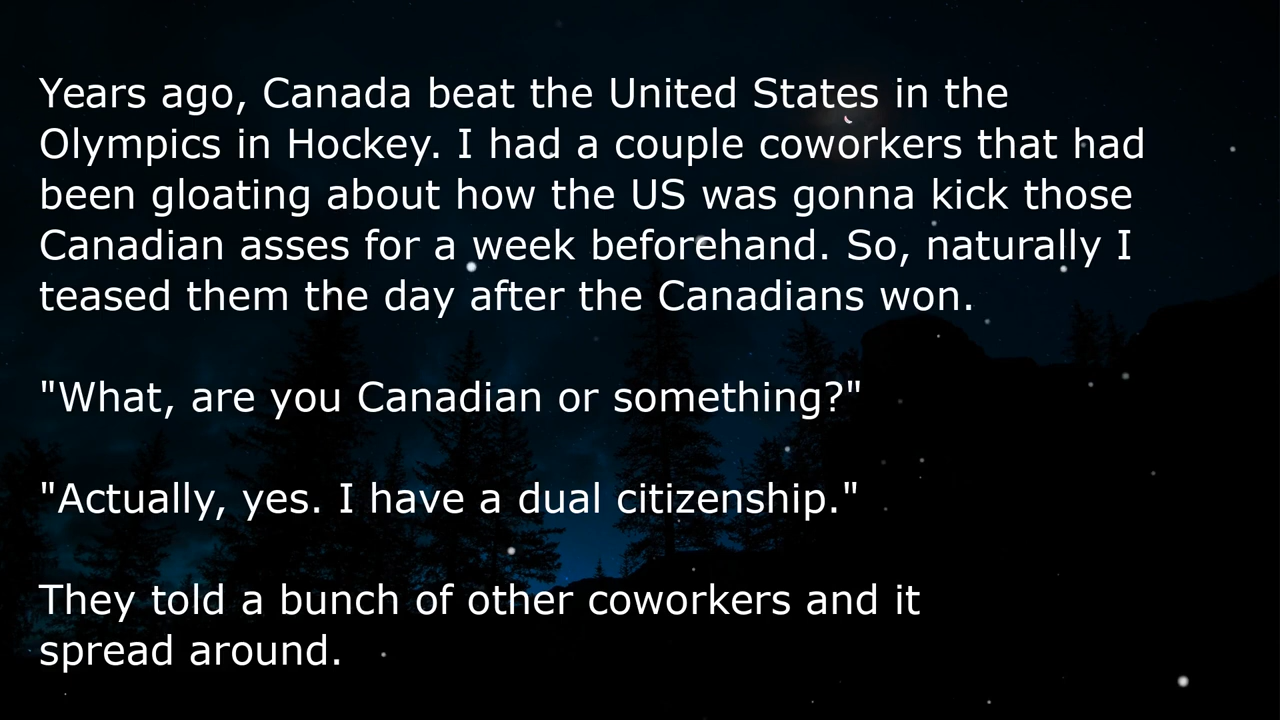 Years ago, Canada beat the United States in the
Olympics in Hockey. I had a couple coworkers that had
been gloating about how the US was gonna kick those
Canadian asses for a week beforehand. So, naturally I
teased them the day after the Canadians won.
"What, are you Canadian or something?"
"Actually, yes. I have a dual citizenship."
They told a bunch of other coworkers and it
spread around.